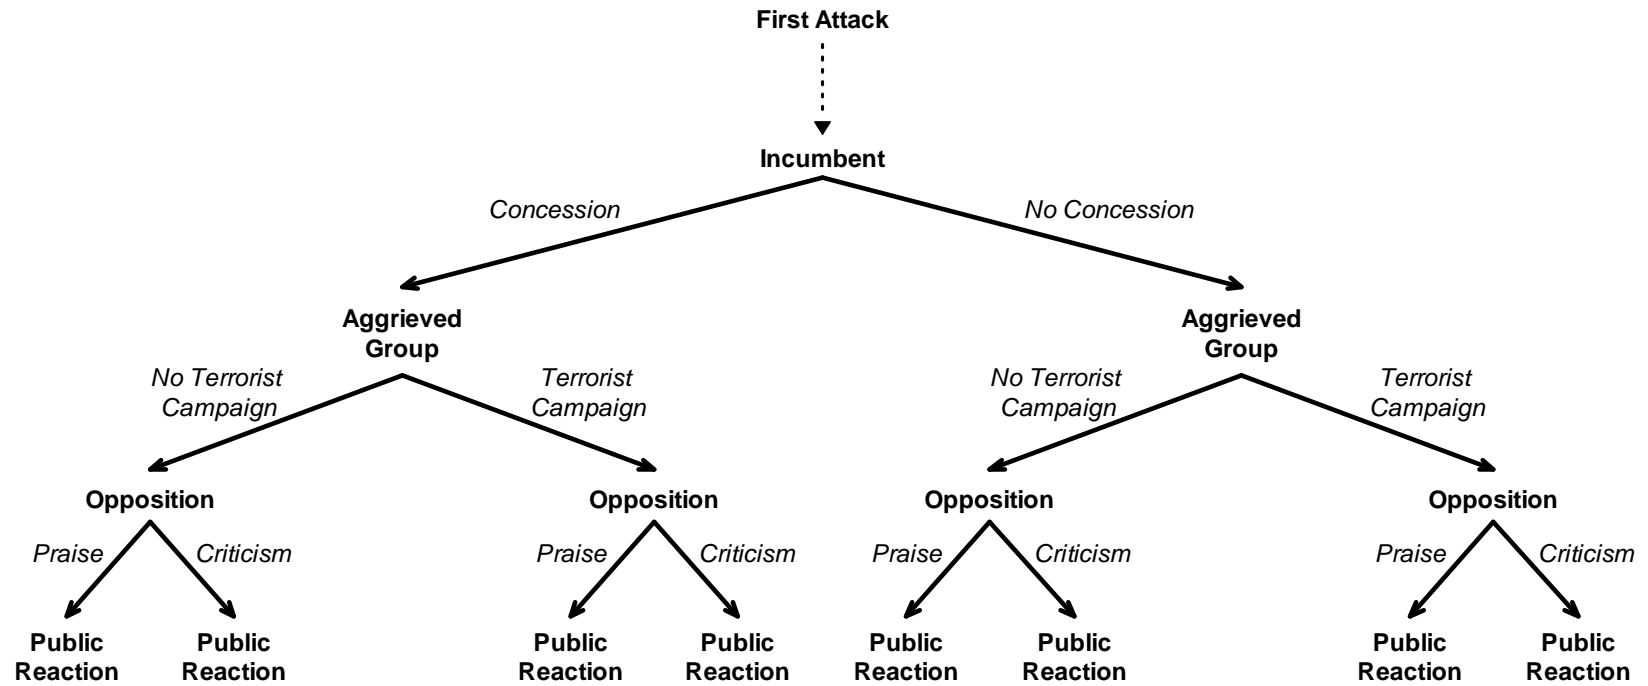 First Attack
Incumbent
Concession
No Concession
Aggrieved
Group
Aggrieved
Group
No Terrorist
Campaign
Terrorist
Campaign
No Terrorist
Campaign
Terrorist
Campaign
Opposition
Opposition
Opposition
Opposition
Praise
Criticism
Praise
Criticism
Praise
Criticism
Praise
Criticism
Public
Reaction
Public
Reaction
Public
Reaction
Public
Reaction
Public
Reaction
Public
Reaction
Public
Reaction
Public
Reaction